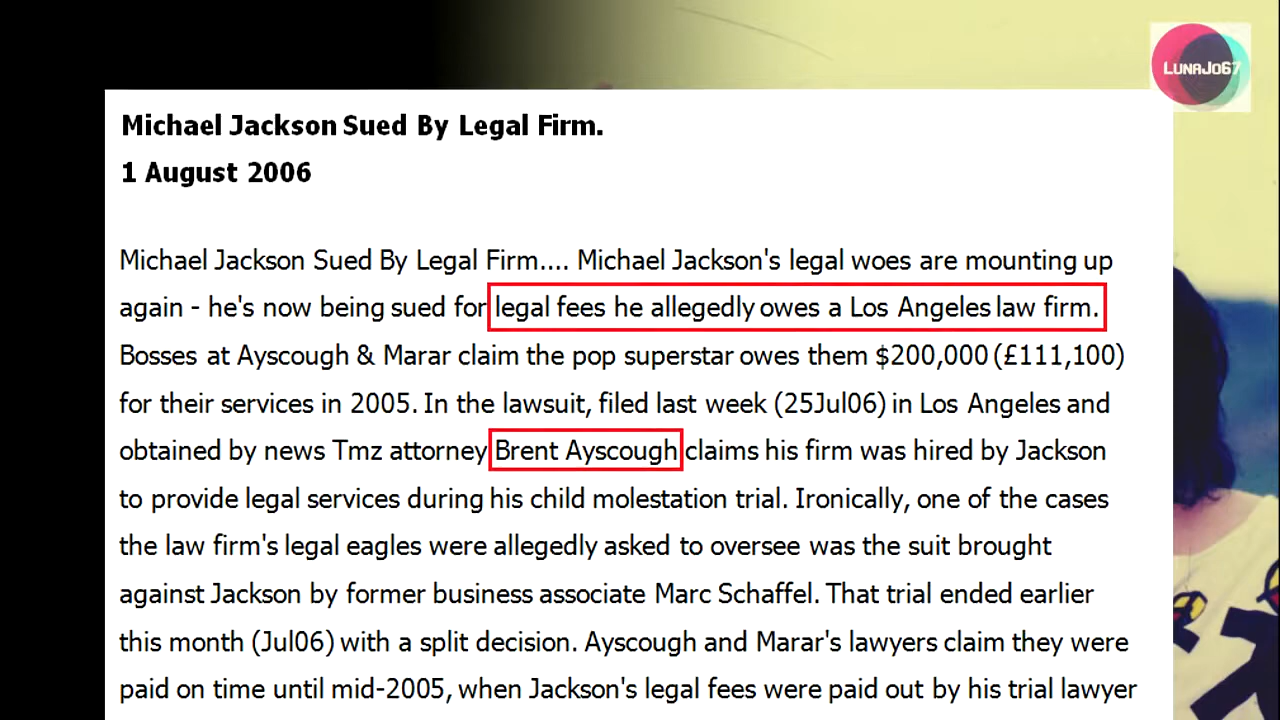 LUNAJO67
Michael Jackson Sued By Legal Firm.
1 August 2006
Michael Jackson Sued By Legal Firm.... Michael Jackson's legal woes are mounting up
again - he's now being sued for legal fees he allegedly owes a Los Angeles law firm.
Bosses at Ayscough & Marar claim the pop superstar owes them $200,000 (£111,100)
for their services in 2005. In the lawsuit, filed last week (25Jul06) in Los Angeles and
obtained by news Tmz attorney Brent Ayscough claims his firm was hired by Jackson
to provide legal services during his child molestation trial. Ironically, one of the cases
the law firm's legal eagles were allegedly asked to oversee was the suit brought
against Jackson by former business associate Marc Schaffel. That trial ended earlier
this month (Jul06) with a split decision. Ayscough and Marar's lawyers claim they were
paid on time until mid-2005, when Jackson's legal fees were paid out by his trial lawyer